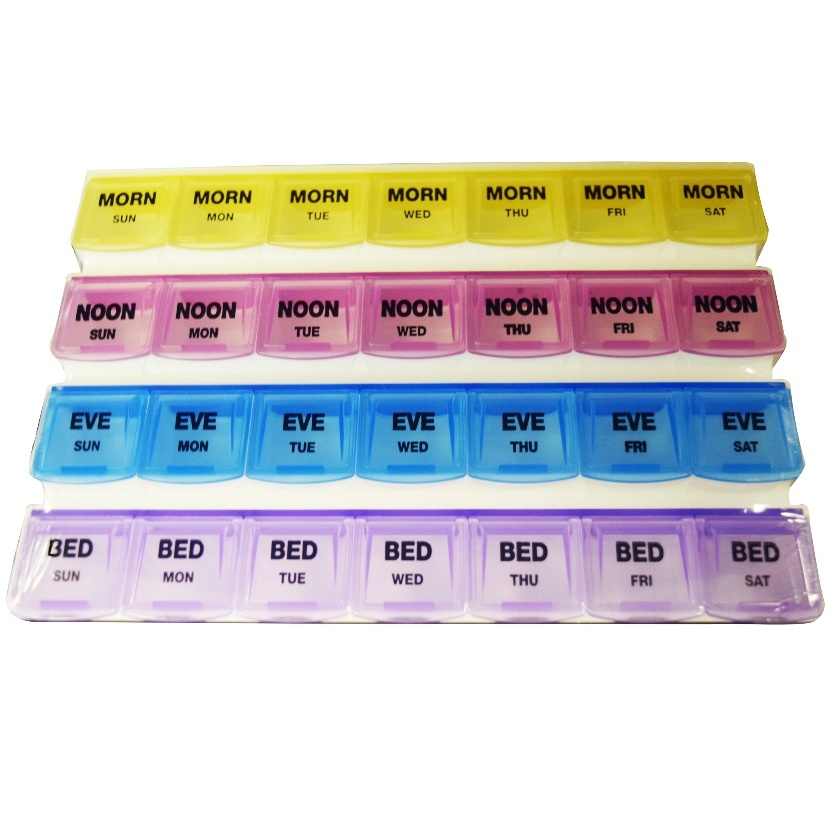 MORN MORN MORN MORN MORN MORN MORN
SUN MON TUE WED THU FRI SAT
NOON NOON NOON NOON NOON NOON NOON
SUN MON TUE WED THU FRI SAT
EVE EVE EVE EVE EVE EVE EVE
SUN MON TUE WED THU FRI SAT
BED BED BED BED BED BED BED
SUN MON TUE WED THU FRI SAT